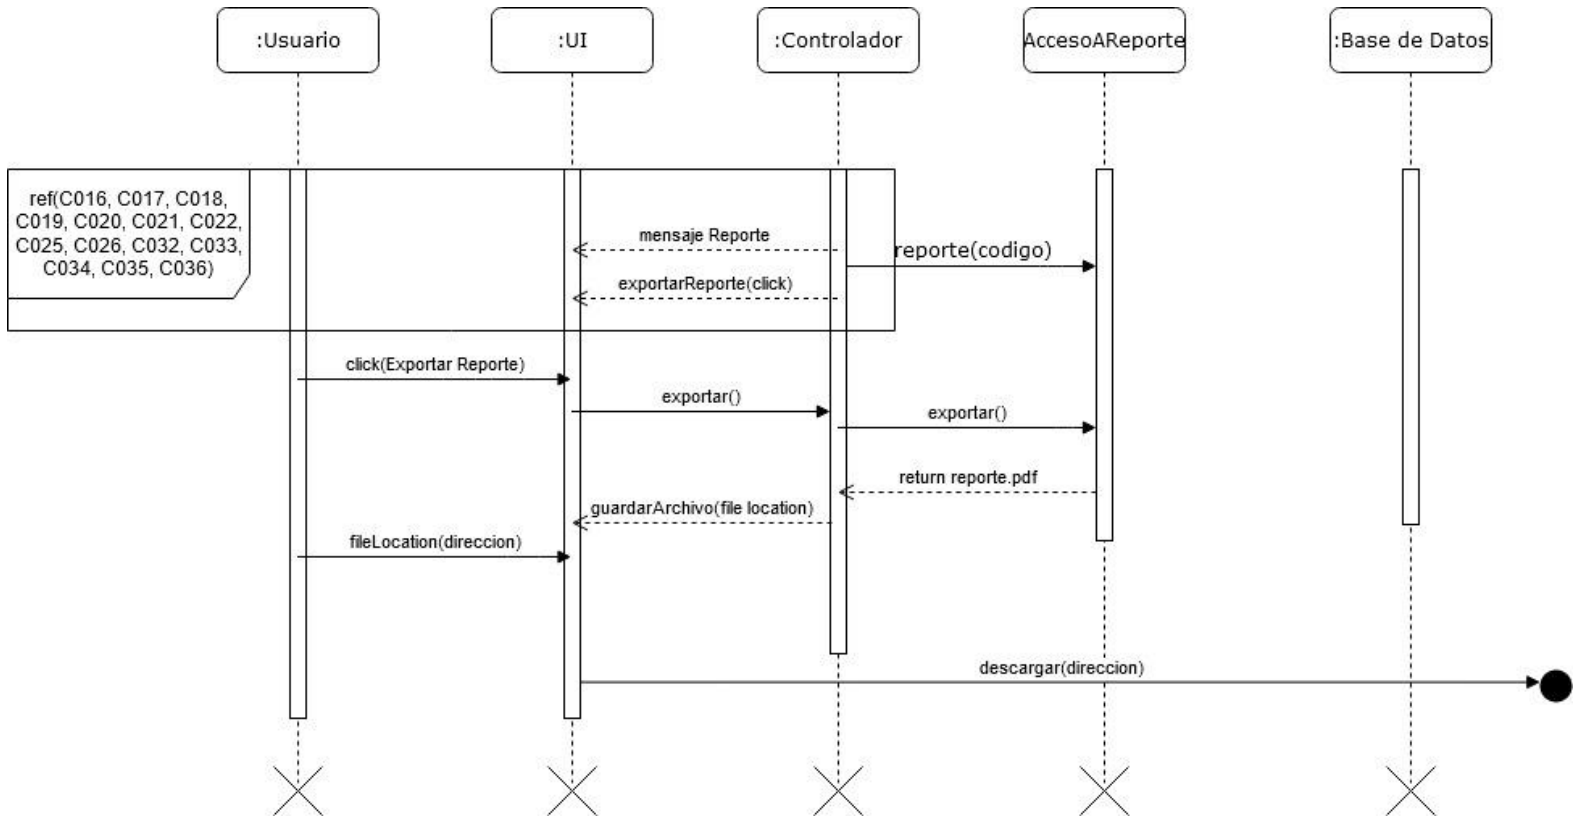 :Usuario
:UI
:Controlador
AccesoAReporte
:Base de Datos
ref(C016, C017, C018,
C019, C020, C021, C022,
C025, C026, C032, C033,
C034, C035, C036)
mensaje Reporte
reporte(codigo)
exportarReporte(click)
click(Exportar Reporte)
exportar()
exportar()
return reporte.pdf
guardarArchivo(file location)
fileLocation(direccion)
descargar(direccion)